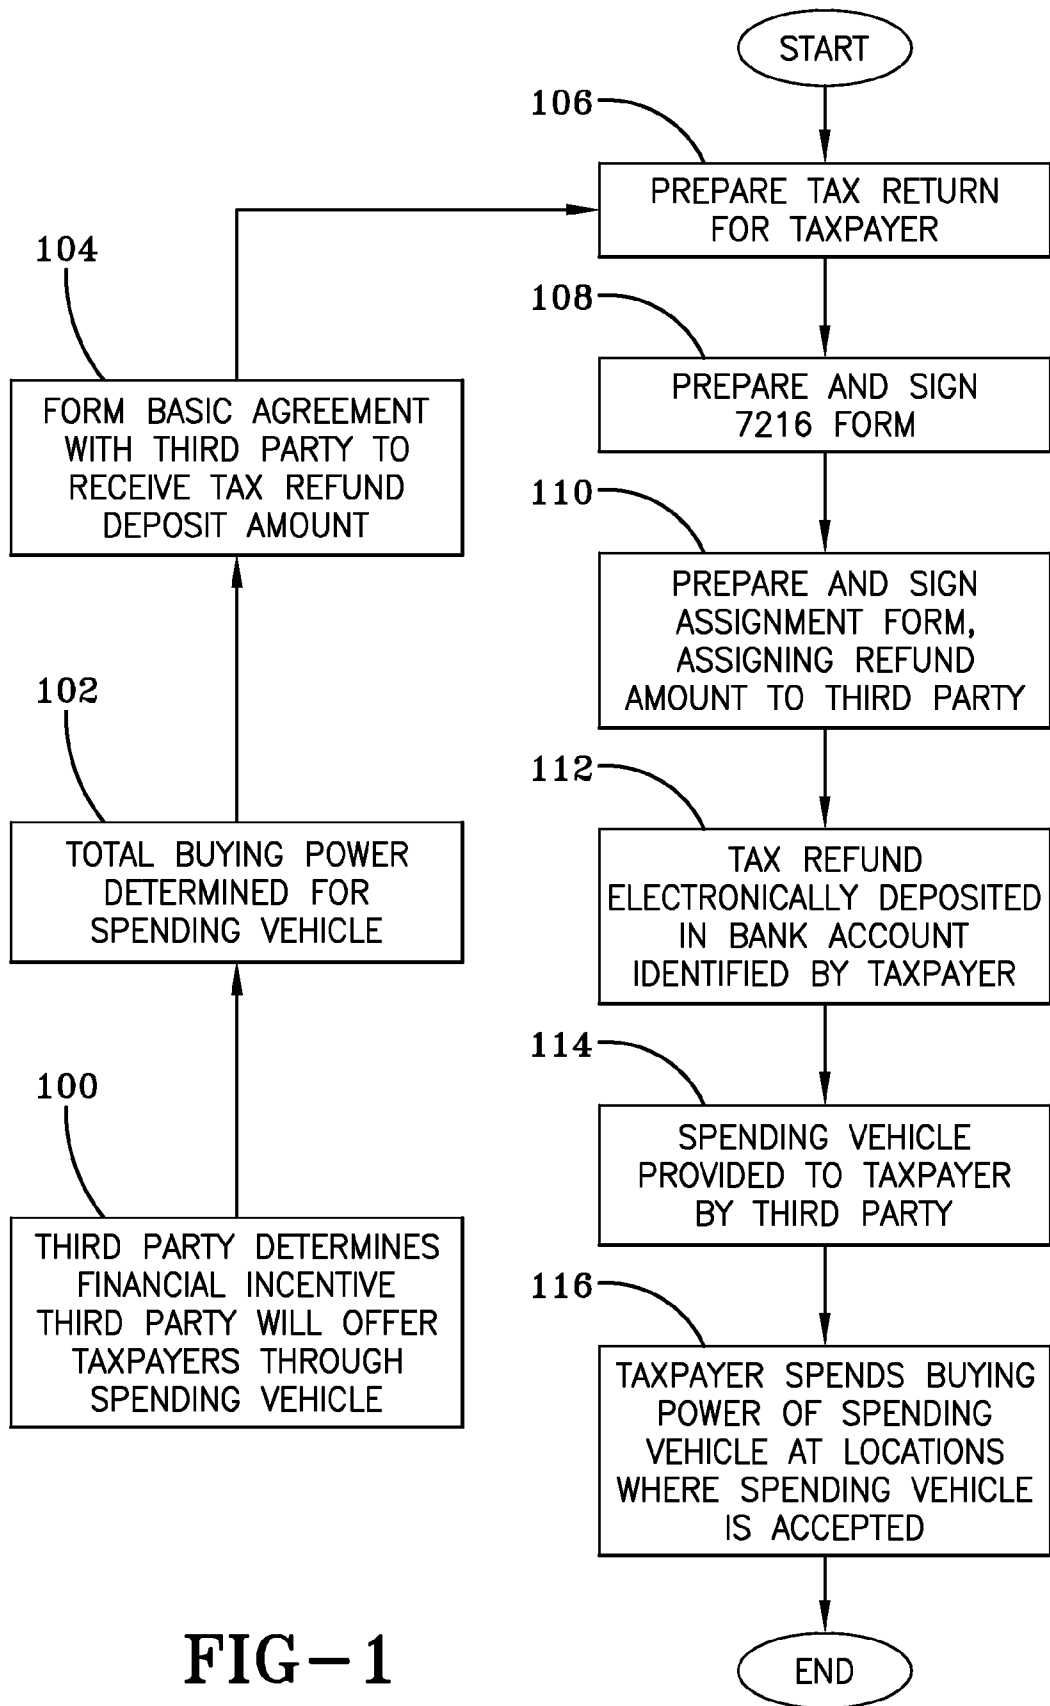 START
106
PREPARE TAX RETURN
FOR TAXPAYER
104
108
FORM BASIC AGREEMENT
WITH THIRD PARTY TO
RECEIVE TAX REFUND
DEPOSIT AMOUNT
PREPARE AND SIGN
7216 FORM
110
PREPARE AND SIGN
ASSIGNMENT FORM,
ASSIGNING REFUND
AMOUNT TO THIRD PARTY
102
112
TOTAL BUYING POWER
DETERMINED FOR
SPENDING VEHICLE
TAX REFUND
ELECTRONICALLY DEPOSITED
IN BANK ACCOUNT
IDENTIFIED BY TAXPAYER
100
114
THIRD PARTY DETERMINES
FINANCIAL INCENTIVE
THIRD PARTY WILL OFFER
TAXPAYERS THROUGH
SPENDING VEHICLE
SPENDING VEHICLE
PROVIDED TO TAXPAYER
BY THIRD PARTY
116
TAXPAYER SPENDS BUYING
POWER OF SPENDING
VEHICLE AT LOCATIONS
WHERE SPENDING VEHICLE
IS ACCEPTED
FIG-1
END